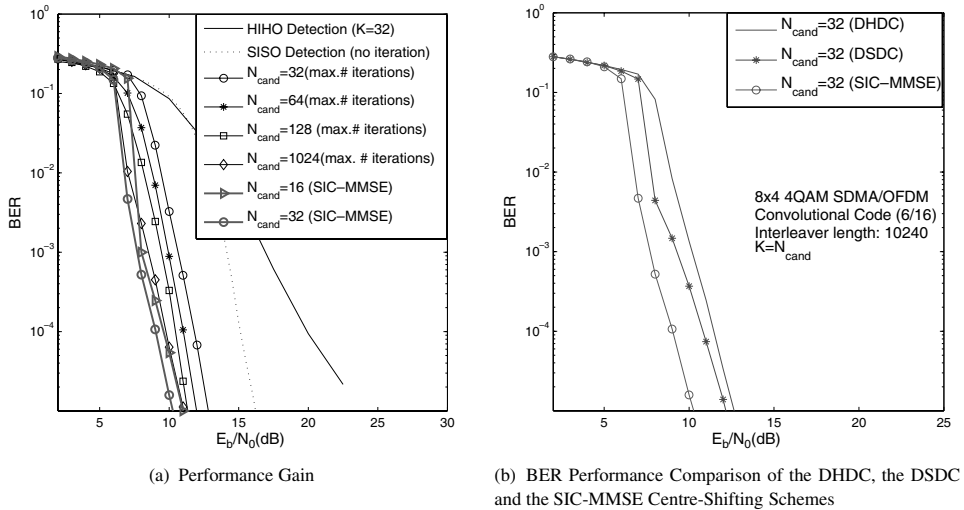 10^0
10^-1
10^-2
10^-3
10^-4
BER
5 10 15 20 25 30
E_b/N_0(dB)
HIHO Detection (K=32)
SISO Detection (no iteration)
N_cand=32(max.# iterations)
N_cand=64(max.# iterations)
N_cand=128 (max.# iterations)
N_cand=1024(max. # iterations)
N_cand=16 (SIC–MMSE)
N_cand=32 (SIC–MMSE)
(a) Performance Gain
10^0
10^-1
10^-2
10^-3
10^-4
BER
5 10 15 20 25
E_b/N_0(dB)
N_cand=32 (DHDC)
N_cand=32 (DSDC)
N_cand=32 (SIC–MMSE)
8x4 4QAM SDMA/OFDM
Convolutional Code (6/16)
Interleaver length: 10240
K=N_cand
(b) BER Performance Comparison of the DHDC, the DSDC
and the SIC-MMSE Centre-Shifting Schemes